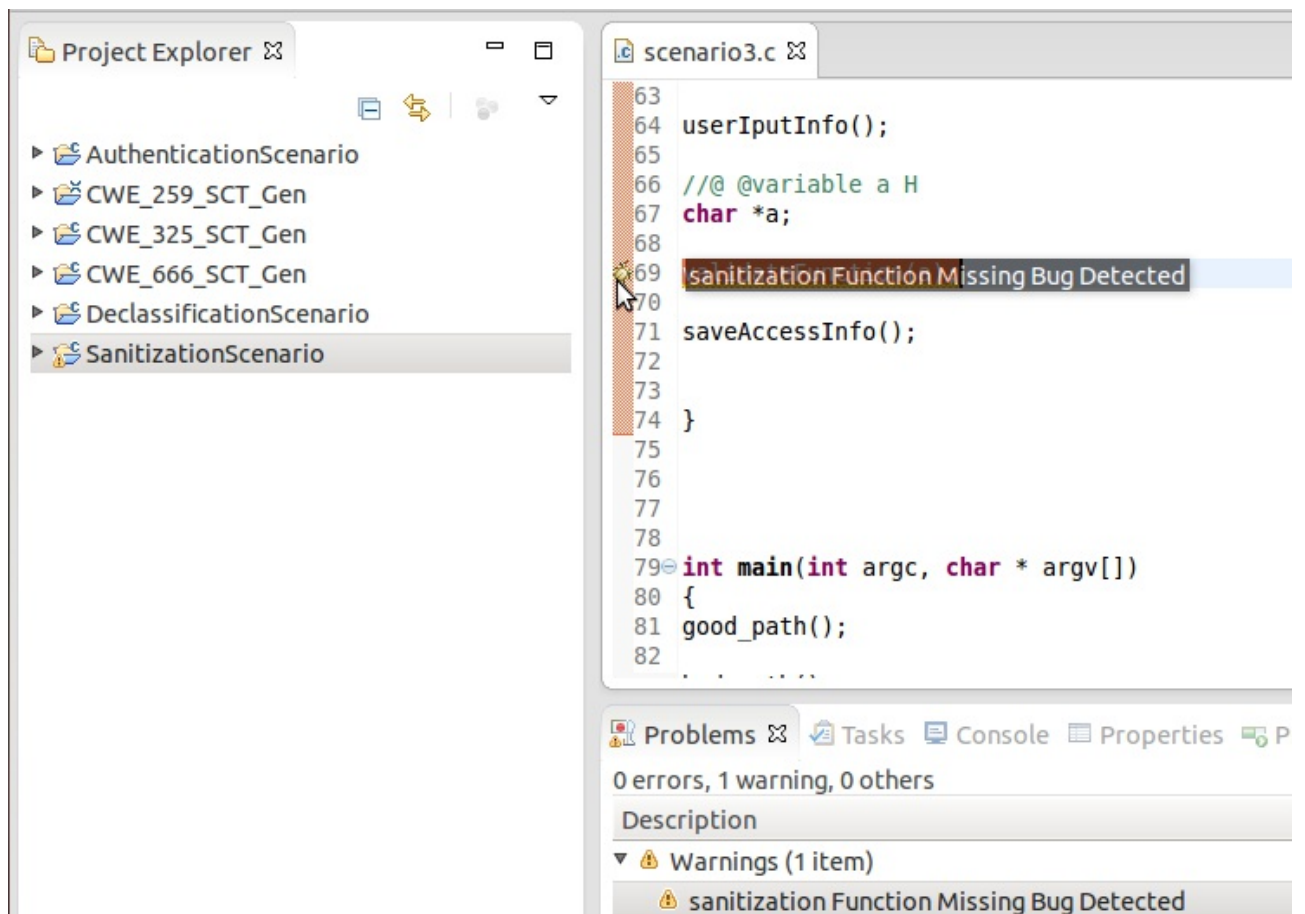 Project Explorer
AuthenticationScenario
CWE_259_SCT_Gen
CWE_325_SCT_Gen
CWE_666_SCT_Gen
DeclassificationScenario
SanitizationScenario
scenario3.c
63
64 userIputInfo();
65
66 //@ @variable a H
67 char *a;
68
69 sanitization Function Missing Bug Detected
70
71 saveAccessInfo();
72
73
74 }
75
76
77
78
79 int main(int argc, char * argv[])
80 {
81 good_path();
82
Problems Tasks Console Properties P
0 errors, 1 warning, 0 others
Description
Warnings (1 item)
sanitization Function Missing Bug Detected